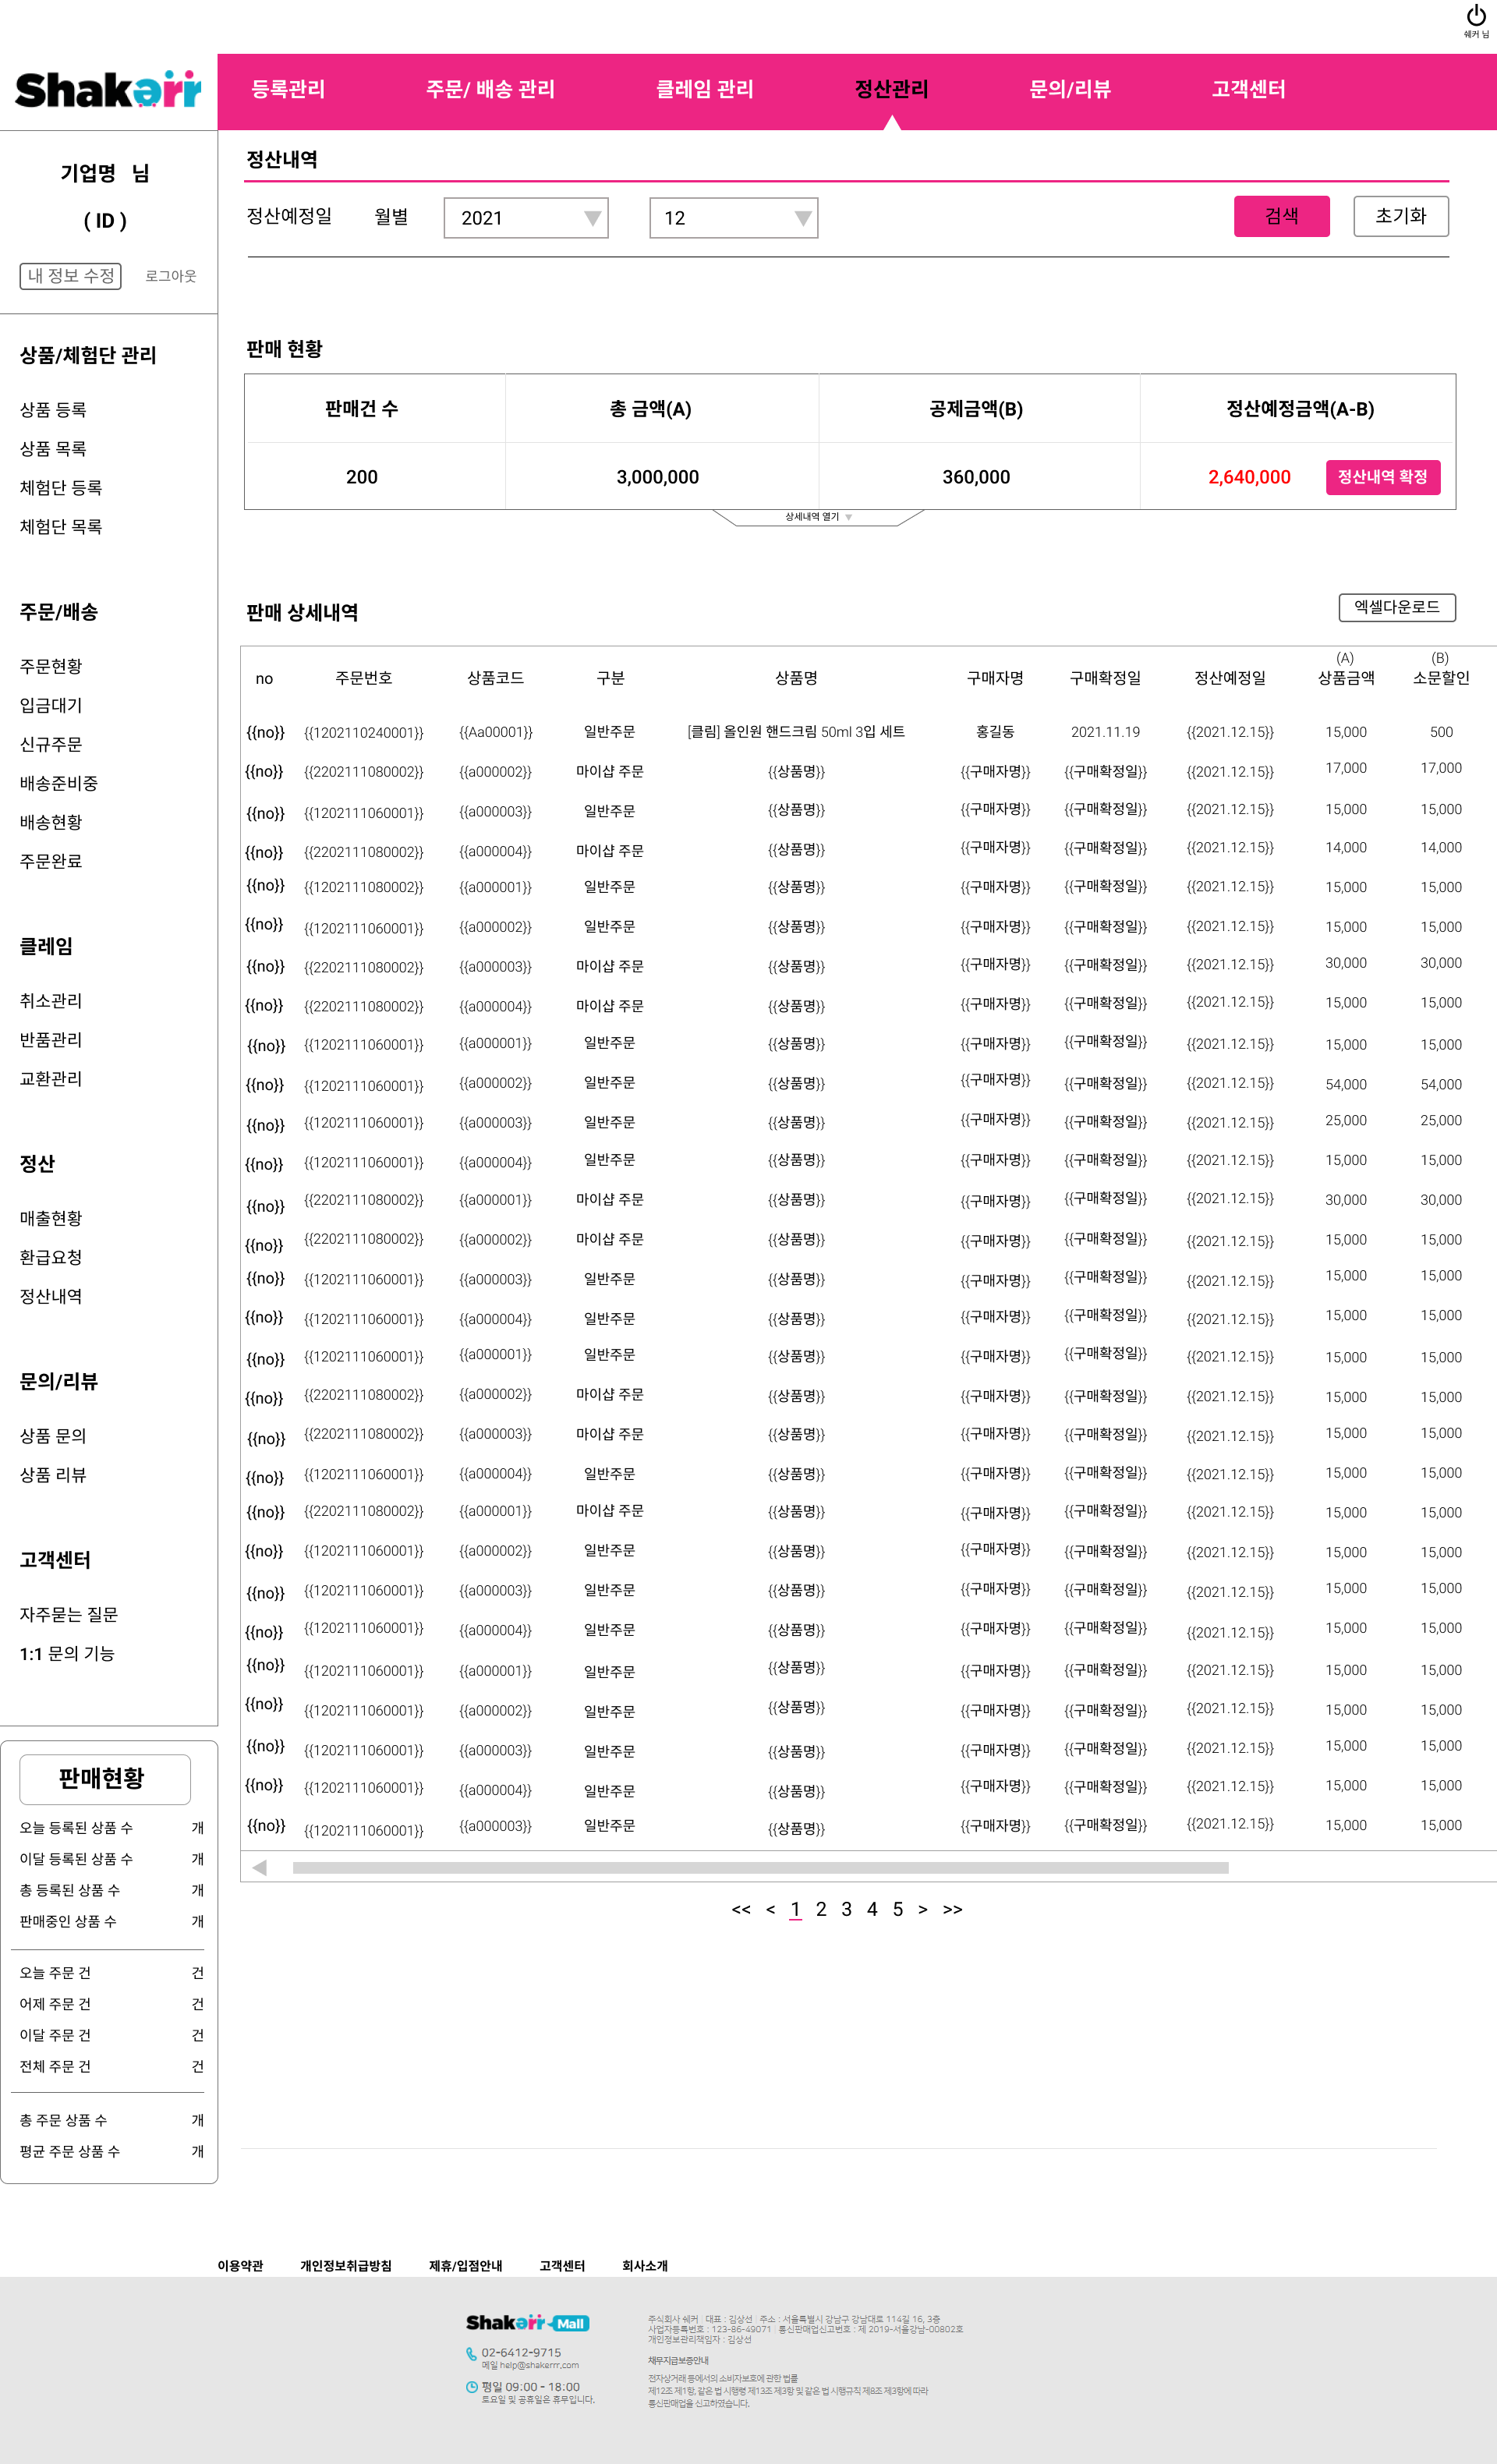 쉐커 님
Shakerr
등록관리 주문/ 배송 관리 클레임 관리 정산관리 문의/리뷰 고객센터
기업명 님
( ID )
내 정보 수정 로그아웃
상품/체험단 관리
상품 등록
상품 목록
체험단 등록
체험단 목록
주문/배송
주문현황
입금대기
신규주문
배송준비중
배송현황
주문완료
클레임
취소관리
반품관리
교환관리
정산
매출현황
환급요청
정산내역
문의/리뷰
상품 문의
상품 리뷰
고객센터
자주묻는 질문
1:1 문의 기능
판매현황
오늘 등록된 상품 수 개
이달 등록된 상품 수 개
총 등록된 상품 수 개
판매중인 상품 수 개
오늘 주문 건 건
어제 주문 건 건
이달 주문 건 건
전체 주문 건 건
총 주문 상품 수 개
평균 주문 상품 수 개
정산내역
정산예정일 월별 2021 12 검색 초기화
판매 현황
판매건 수 총 금액(A) 공제금액(B) 정산예정금액(A-B)
200 3,000,000 360,000 2,640,000 정산내역 확정
상세내역 열기
판매 상세내역 엑셀다운로드
(A) (B)
no 주문번호 상품코드 구분 상품명 구매자명 구매확정일 정산예정일 상품금액 소문할인
{{no}} {{1202110240001}} {{Aa00001}} 일반주문 [클림] 올인원 핸드크림 50ml 3입 세트 홍길동 2021.11.19 {{2021.12.15}} 15,000 500
{{no}} {{2202111080002}} {{a000002}} 마이샵 주문 {{상품명}} {{구매자명}} {{구매확정일}} {{2021.12.15}} 17,000 17,000
{{no}} {{1202111060001}} {{a000003}} 일반주문 {{상품명}} {{구매자명}} {{구매확정일}} {{2021.12.15}} 15,000 15,000
{{no}} {{2202111080002}} {{a000004}} 마이샵 주문 {{상품명}} {{구매자명}} {{구매확정일}} {{2021.12.15}} 14,000 14,000
{{no}} {{1202111080002}} {{a000001}} 일반주문 {{상품명}} {{구매자명}} {{구매확정일}} {{2021.12.15}} 15,000 15,000
{{no}} {{1202111060001}} {{a000002}} 일반주문 {{상품명}} {{구매자명}} {{구매확정일}} {{2021.12.15}} 15,000 15,000
{{no}} {{2202111080002}} {{a000003}} 마이샵 주문 {{상품명}} {{구매자명}} {{구매확정일}} {{2021.12.15}} 30,000 30,000
{{no}} {{2202111080002}} {{a000004}} 마이샵 주문 {{상품명}} {{구매자명}} {{구매확정일}} {{2021.12.15}} 15,000 15,000
{{no}} {{1202111060001}} {{a000001}} 일반주문 {{상품명}} {{구매자명}} {{구매확정일}} {{2021.12.15}} 15,000 15,000
{{no}} {{1202111060001}} {{a000002}} 일반주문 {{상품명}} {{구매자명}} {{구매확정일}} {{2021.12.15}} 54,000 54,000
{{no}} {{1202111060001}} {{a000003}} 일반주문 {{상품명}} {{구매자명}} {{구매확정일}} {{2021.12.15}} 25,000 25,000
{{no}} {{1202111060001}} {{a000004}} 일반주문 {{상품명}} {{구매자명}} {{구매확정일}} {{2021.12.15}} 15,000 15,000
{{no}} {{2202111080002}} {{a000001}} 마이샵 주문 {{상품명}} {{구매자명}} {{구매확정일}} {{2021.12.15}} 30,000 30,000
{{no}} {{2202111080002}} {{a000002}} 마이샵 주문 {{상품명}} {{구매자명}} {{구매확정일}} {{2021.12.15}} 15,000 15,000
{{no}} {{1202111060001}} {{a000003}} 일반주문 {{상품명}} {{구매자명}} {{구매확정일}} {{2021.12.15}} 15,000 15,000
{{no}} {{1202111060001}} {{a000004}} 일반주문 {{상품명}} {{구매자명}} {{구매확정일}} {{2021.12.15}} 15,000 15,000
{{no}} {{1202111060001}} {{a000001}} 일반주문 {{상품명}} {{구매자명}} {{구매확정일}} {{2021.12.15}} 15,000 15,000
{{no}} {{2202111080002}} {{a000002}} 마이샵 주문 {{상품명}} {{구매자명}} {{구매확정일}} {{2021.12.15}} 15,000 15,000
{{no}} {{2202111080002}} {{a000003}} 마이샵 주문 {{상품명}} {{구매자명}} {{구매확정일}} {{2021.12.15}} 15,000 15,000
{{no}} {{1202111060001}} {{a000004}} 일반주문 {{상품명}} {{구매자명}} {{구매확정일}} {{2021.12.15}} 15,000 15,000
{{no}} {{2202111080002}} {{a000001}} 마이샵 주문 {{상품명}} {{구매자명}} {{구매확정일}} {{2021.12.15}} 15,000 15,000
{{no}} {{1202111060001}} {{a000002}} 일반주문 {{상품명}} {{구매자명}} {{구매확정일}} {{2021.12.15}} 15,000 15,000
{{no}} {{1202111060001}} {{a000003}} 일반주문 {{상품명}} {{구매자명}} {{구매확정일}} {{2021.12.15}} 15,000 15,000
{{no}} {{1202111060001}} {{a000004}} 일반주문 {{상품명}} {{구매자명}} {{구매확정일}} {{2021.12.15}} 15,000 15,000
{{no}} {{1202111060001}} {{a000001}} 일반주문 {{상품명}} {{구매자명}} {{구매확정일}} {{2021.12.15}} 15,000 15,000
{{no}} {{1202111060001}} {{a000002}} 일반주문 {{상품명}} {{구매자명}} {{구매확정일}} {{2021.12.15}} 15,000 15,000
{{no}} {{1202111060001}} {{a000003}} 일반주문 {{상품명}} {{구매자명}} {{구매확정일}} {{2021.12.15}} 15,000 15,000
{{no}} {{1202111060001}} {{a000004}} 일반주문 {{상품명}} {{구매자명}} {{구매확정일}} {{2021.12.15}} 15,000 15,000
{{no}} {{1202111060001}} {{a000003}} 일반주문 {{상품명}} {{구매자명}} {{구매확정일}} {{2021.12.15}} 15,000 15,000
<< < 1 2 3 4 5 > >>
이용약관 개인정보취급방침 제휴/입점안내 고객센터 회사소개
Shakerr Mall
02-6412-9715
메일 help@shakerrr.com
평일 09:00 - 18:00
토요일 및 공휴일은 휴무입니다.
주식회사 쉐커 | 대표 : 김상선 | 주소 : 서울특별시 강남구 강남대로 114길 16, 3층
사업자등록번호 : 123-86-49071 | 통신판매업신고번호 : 제 2019-서울강남-00802호
개인정보관리책임자 : 김상선
채무지급보증안내
전자상거래 등에서의 소비자보호에 관한 법률
제12조 제1항, 같은 법 시행령 제13조 제3항 및 같은 법 시행규칙 제8조 제3항에 따라
통신판매업을 신고하였습니다.